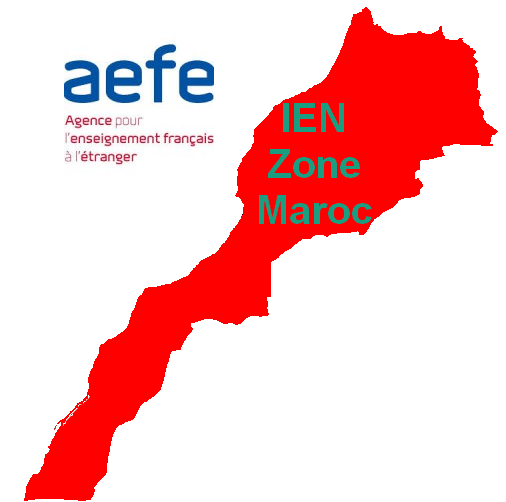 aefe
Agence pour
l'enseignement français
à l'étranger
IEN
Zone
Maroc